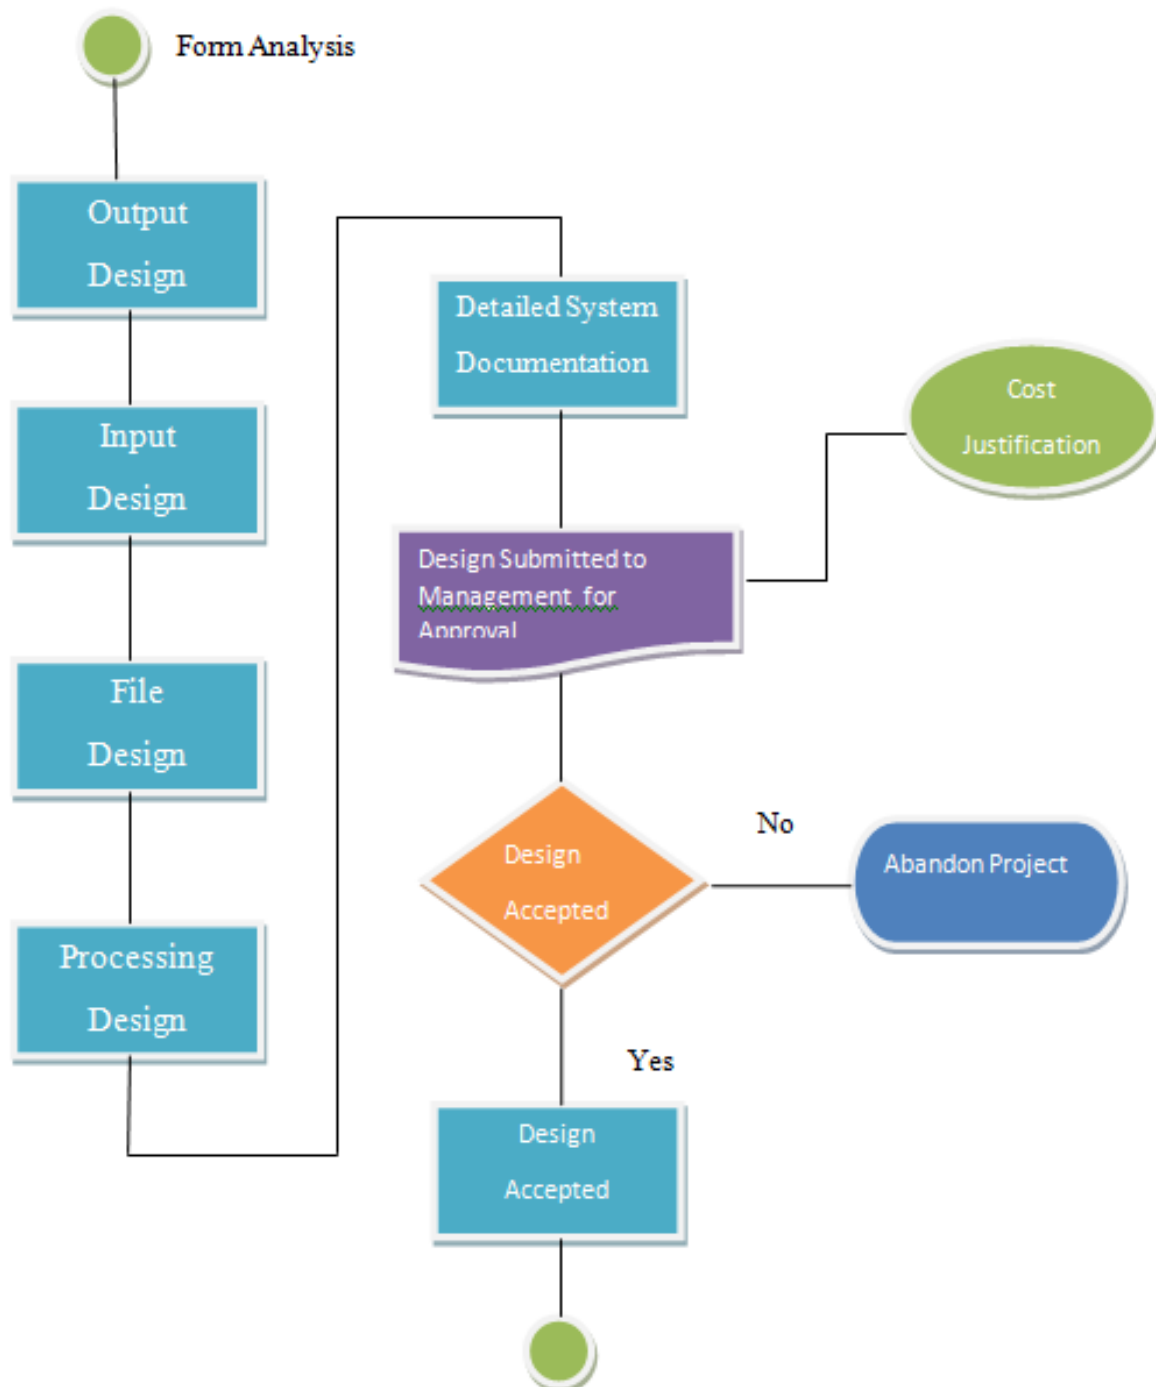 Form Analysis
Output
Design
Input
Design
File
Design
Processing
Design
Detailed System
Documentation
Cost
Justification
Design Submitted to
Management for
Approval
Design
Accepted
No
Abandon Project
Yes
Design
Accepted